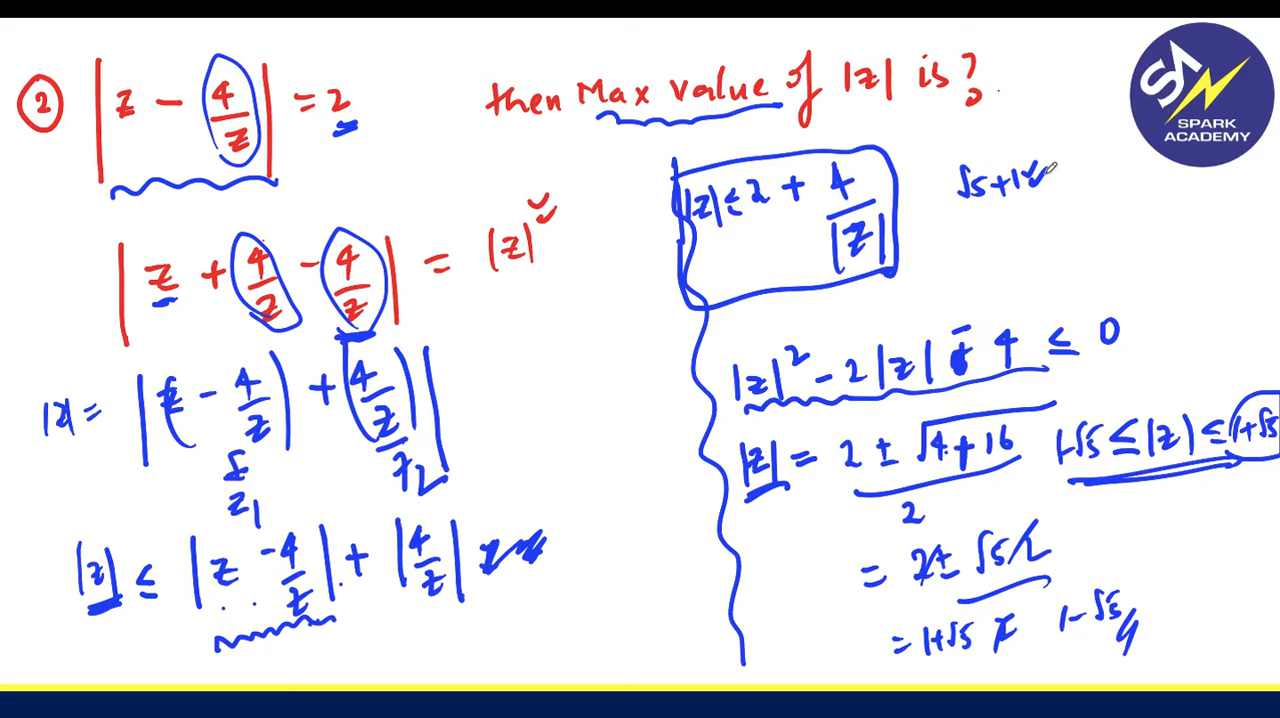 ② |z - 4/z| = 2 then Max value of |z| is?
|z + 4/z - 4/z| = |z|
|z| = |(z - 4/z) + 4/z|
z1 z2
|z| ≤ |z - 4/z| + |4/z|
|z| ≤ 2 + 4/|z| √5+1
|z|² - 2|z| - 4 ≤ 0
|z| = 2 ± √4+16 / 2 1-√5 ≤ |z| ≤ 1+√5
= 2 ± √5 2 / 2
= 1+√5 1-√5
SPARK
ACADEMY